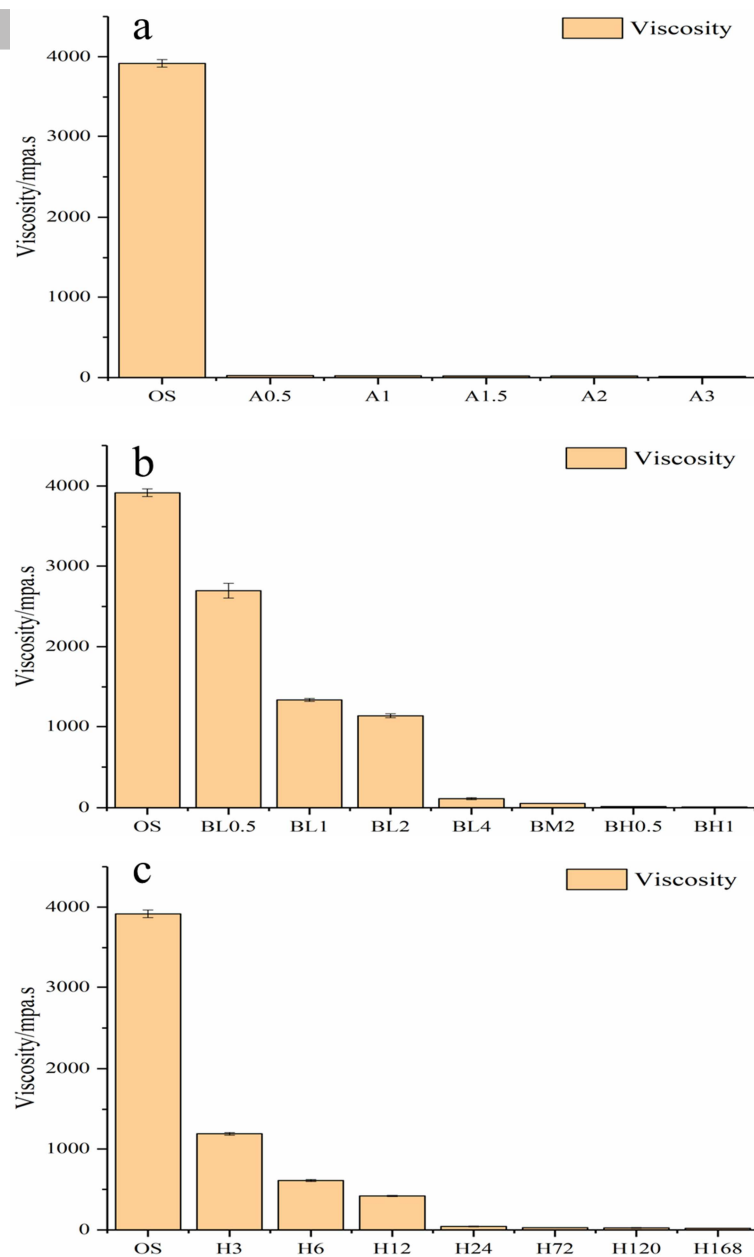 a
Viscosity
Viscosity/mpa.s
4000
3000
2000
1000
0
OS A0.5 A1 A1.5 A2 A3
b
Viscosity
Viscosity/mpa.s
4000
3000
2000
1000
0
OS BL0.5 BL1 BL2 BL4 BM2 BH0.5 BH1
c
Viscosity
Viscosity/mpa.s
4000
3000
2000
1000
0
OS H3 H6 H12 H24 H72 H120 H168